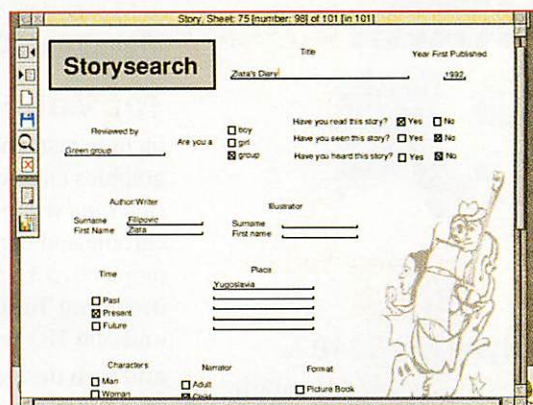 Story, Sheet: 75 [number: 98] of 101 [in 101]
Storysearch
Title
Year First Published
Zlata's Diary
1992
Reviewed by
Green group
Are you a
boy
girl
group
Have you read this story? Yes No
Have you seen this story? Yes No
Have you heard this story? Yes No
Author:Writer
Surname Filipovic
First Name Zlata
Illustrator
Surname
First name
Time
Past
Present
Future
Place
Yugoslavia
Characters
Man
Woman
Narrator
Adult
Child
Format
Picture Book